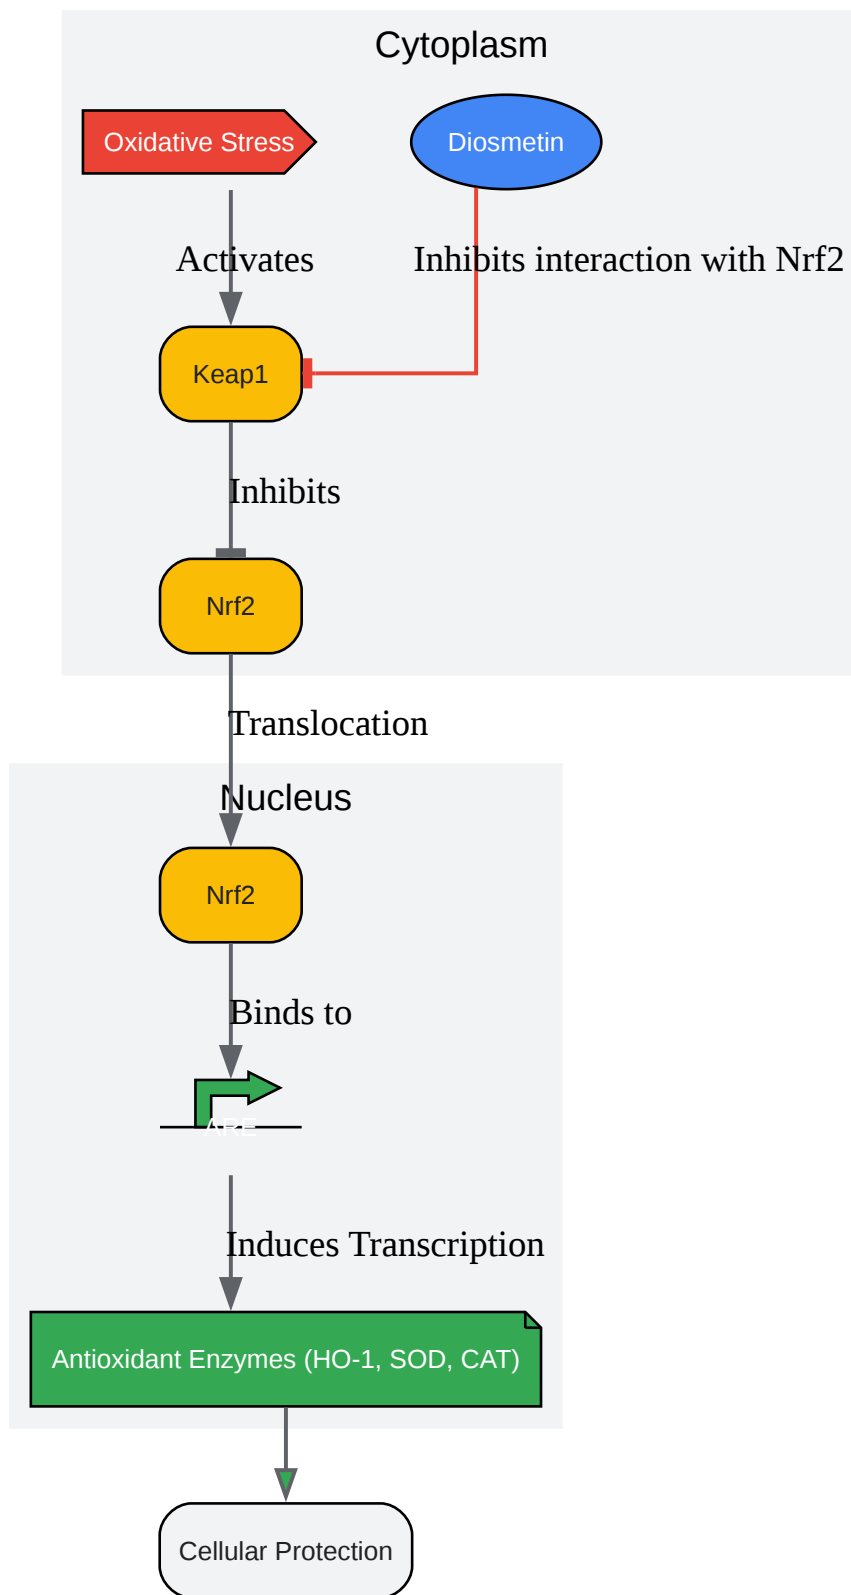 Cytoplasm
Oxidative Stress
Diosmetin
Activates
Inhibits interaction with Nrf2
Keap1
Inhibits
Nrf2
Translocation
Nucleus
Nrf2
Binds to
ARE
Induces Transcription
Antioxidant Enzymes (HO-1, SOD, CAT)
Cellular Protection